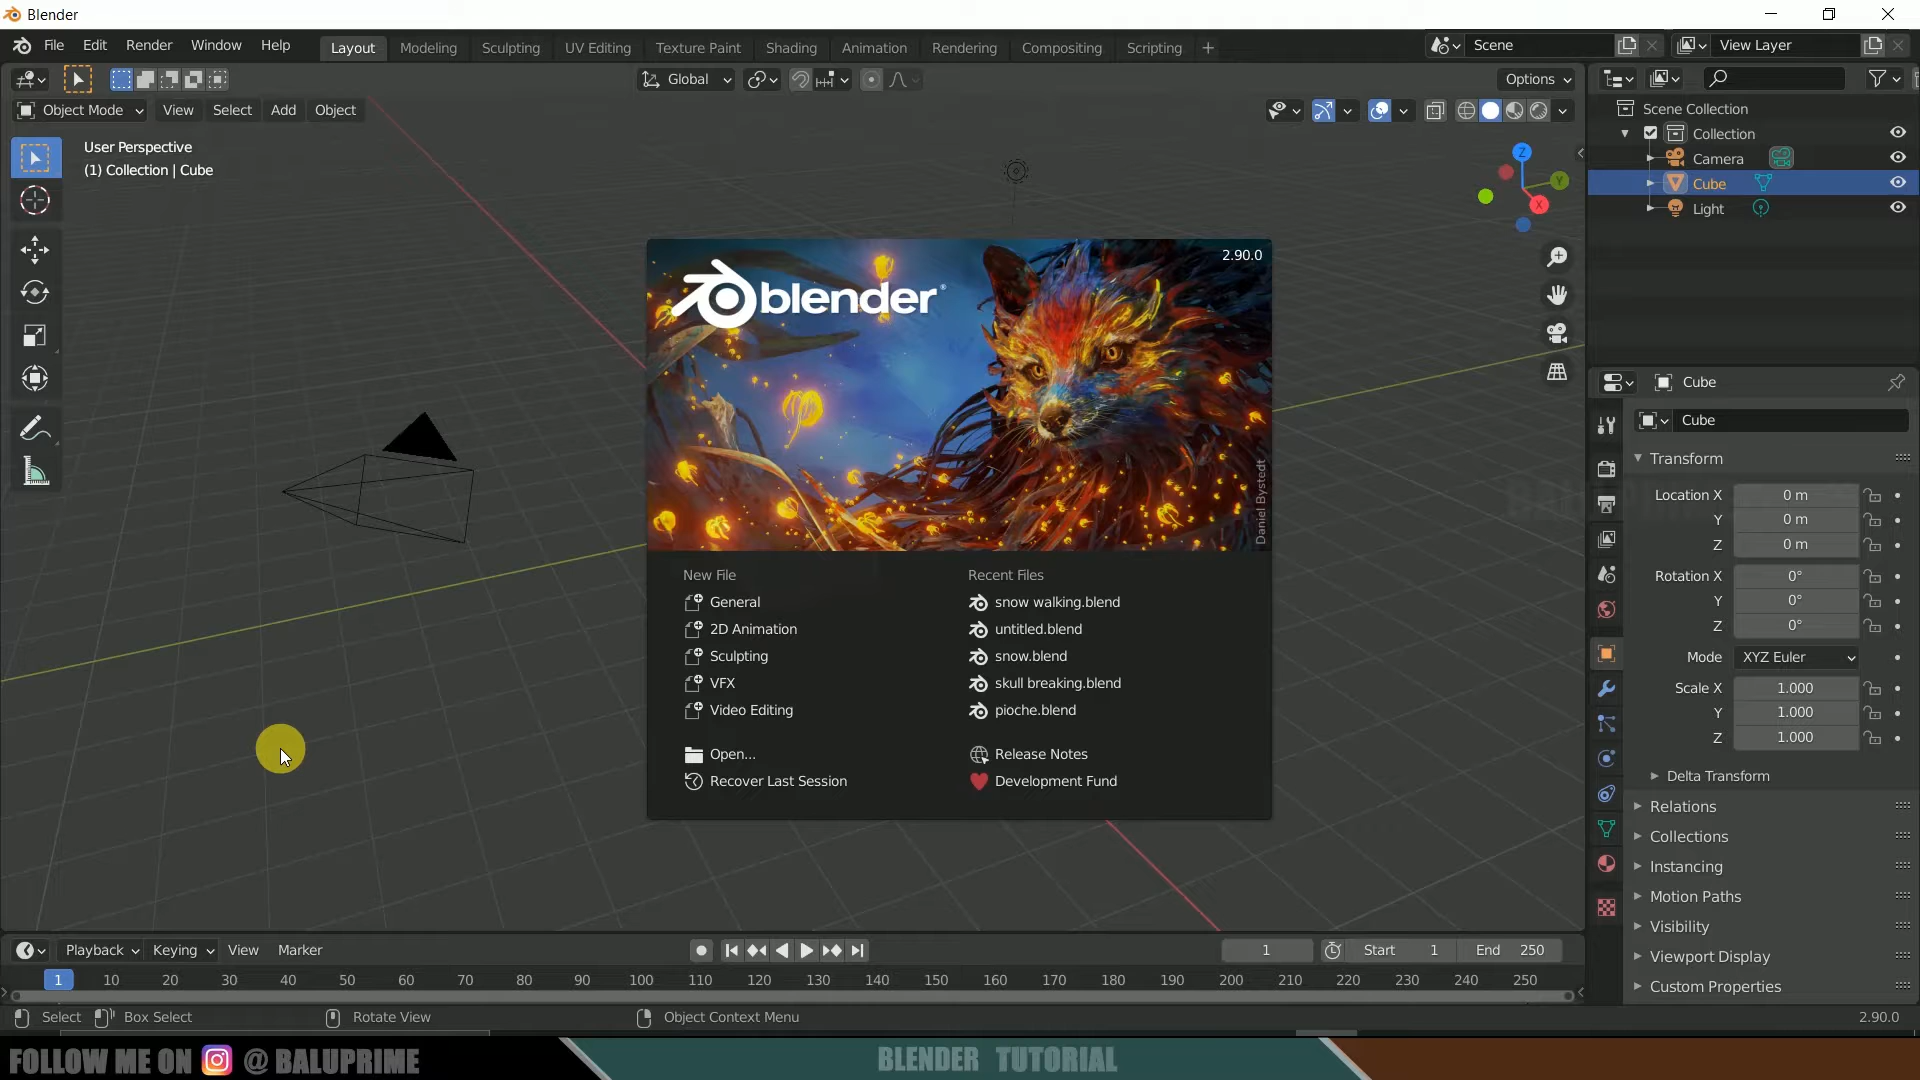 Blender
File Edit Render Window Help Layout Modeling Sculpting UV Editing Texture Paint Shading Animation Rendering Compositing Scripting + Scene View Layer
Global Options
Object Mode View Select Add Object
User Perspective
(1) Collection | Cube
Z
Y
X
Scene Collection
Collection
Camera
Cube
Light
2.90.0
blender
Daniel Bystedt
New File
General
2D Animation
Sculpting
VFX
Video Editing
Open...
Recover Last Session
Recent Files
snow walking.blend
untitled.blend
snow.blend
skull breaking.blend
pioche.blend
Release Notes
Development Fund
Cube
Cube
Transform
Location X 0 m
Y 0 m
Z 0 m
Rotation X 0°
Y 0°
Z 0°
Mode XYZ Euler
Scale X 1.000
Y 1.000
Z 1.000
Delta Transform
Relations
Collections
Instancing
Motion Paths
Visibility
Viewport Display
Custom Properties
Playback Keying View Marker 1 Start 1 End 250
1 10 20 30 40 50 60 70 80 90 100 110 120 130 140 150 160 170 180 190 200 210 220 230 240 250
Select Box Select Rotate View Object Context Menu 2.90.0
FOLLOW ME ON @ BALUPRIME BLENDER TUTORIAL